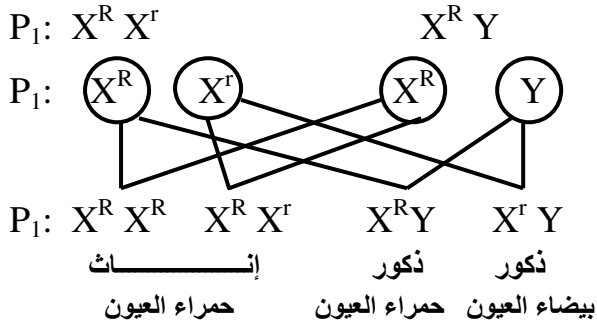 P₁: Xᴿ Xʳ Xᴿ Y
P₁: Xᴿ Xʳ Xᴿ Y
P₁: Xᴿ Xᴿ Xᴿ Xʳ XᴿY Xʳ Y
إنــــــــــــاث ذكور ذكور
حمراء العيون حمراء العيون بيضاء العيون